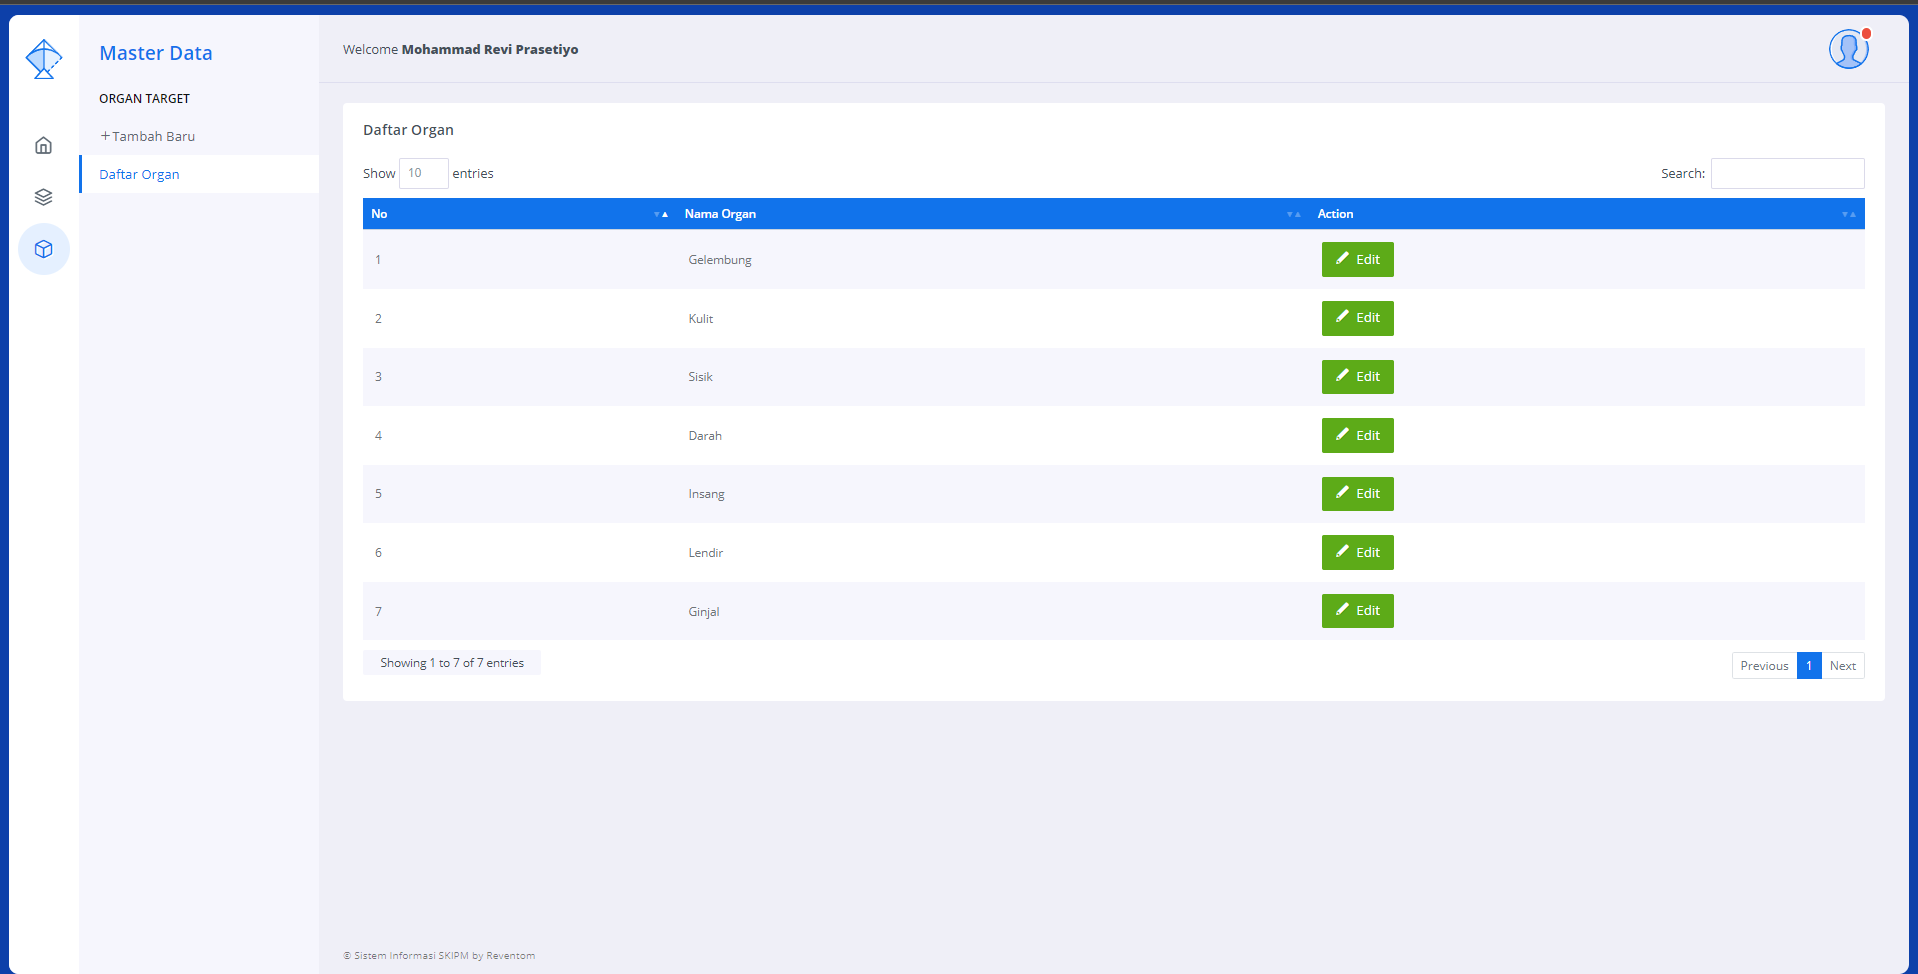 Master Data
ORGAN TARGET
+Tambah Baru
Daftar Organ
Welcome Mohammad Revi Prasetiyo
Daftar Organ
Show 10 entries
Search:
No Nama Organ Action
1 Gelembung Edit
2 Kulit Edit
3 Sisik Edit
4 Darah Edit
5 Insang Edit
6 Lendir Edit
7 Ginjal Edit
Showing 1 to 7 of 7 entries
Previous 1 Next
© Sistem Informasi SKIPM by Reventom